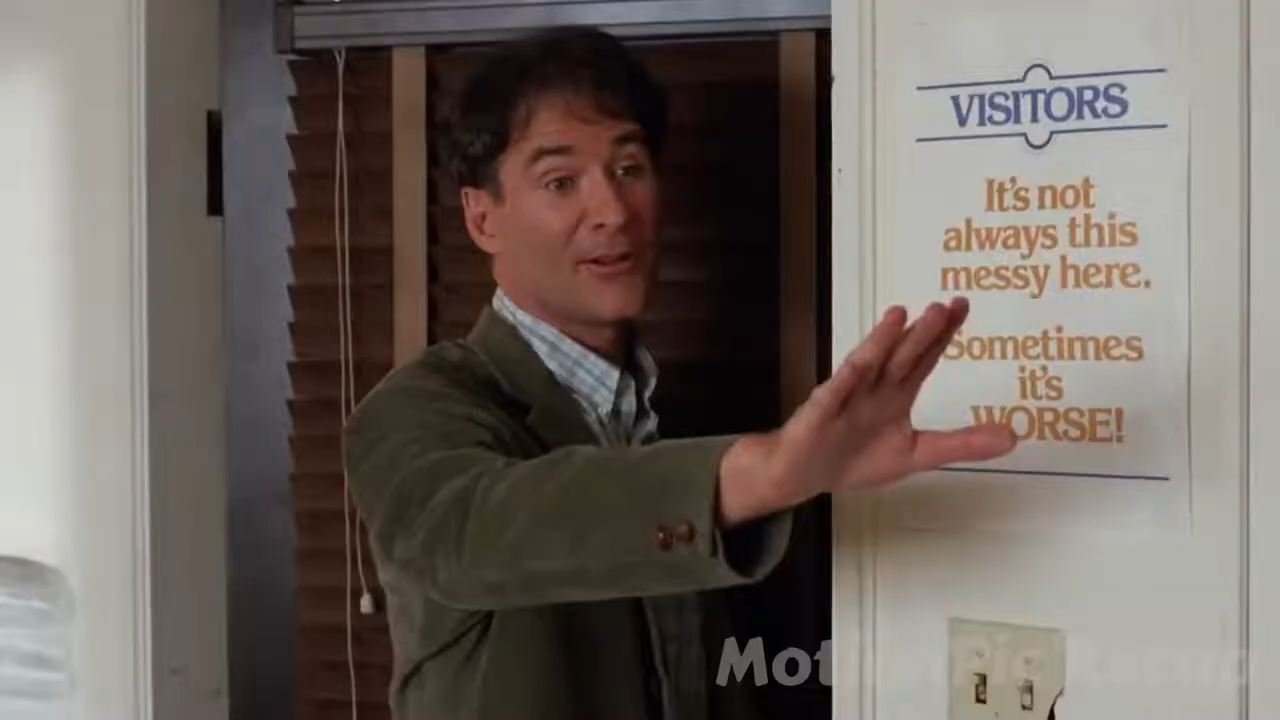 VISITORS
It's not
always this
messy here.
Sometimes
it's
WORSE!